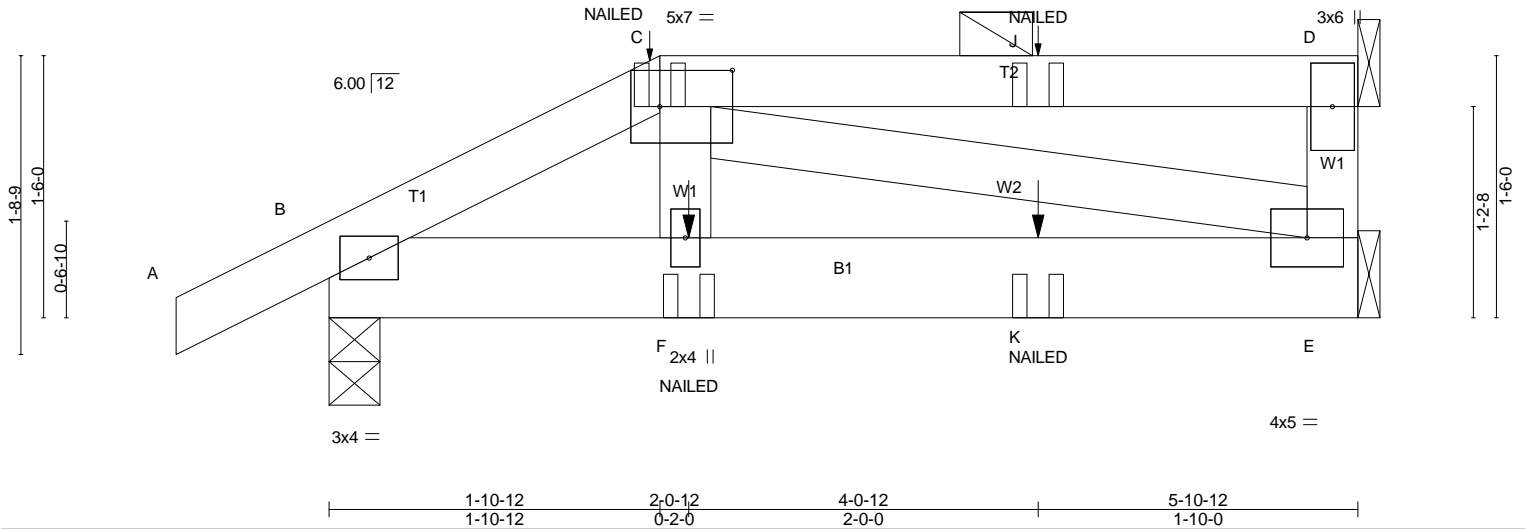 NAILED
5x7 =
NAILED
3x6 ||
C
J
D
6.00 12
T2
W1
1-8-9
1-6-0
0-6-10
B
T1
W1
W2
1-2-8
1-6-0
A
B1
F
2x4 ||
NAILED
K
NAILED
E
3x4 =
4x5 =
1-10-12
2-0-12
4-0-12
5-10-12
1-10-12
0-2-0
2-0-0
1-10-0